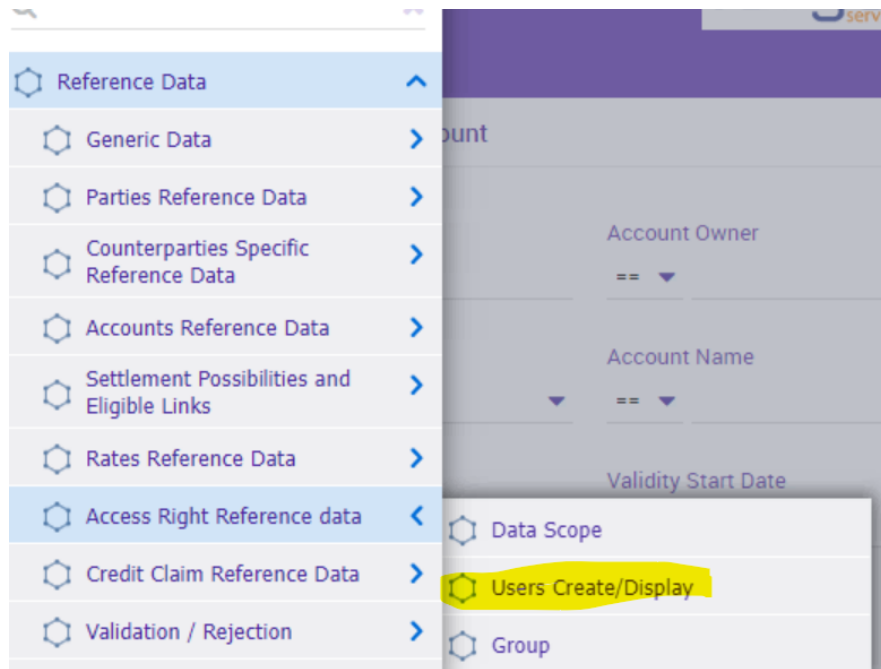 serv
Reference Data
Generic Data
ount
Parties Reference Data
Account Owner
Counterparties Specific
Reference Data
==
Accounts Reference Data
Account Name
Settlement Possibilities and
Eligible Links
==
Rates Reference Data
Validity Start Date
Access Right Reference data
Data Scope
Credit Claim Reference Data
Users Create/Display
Validation / Rejection
Group